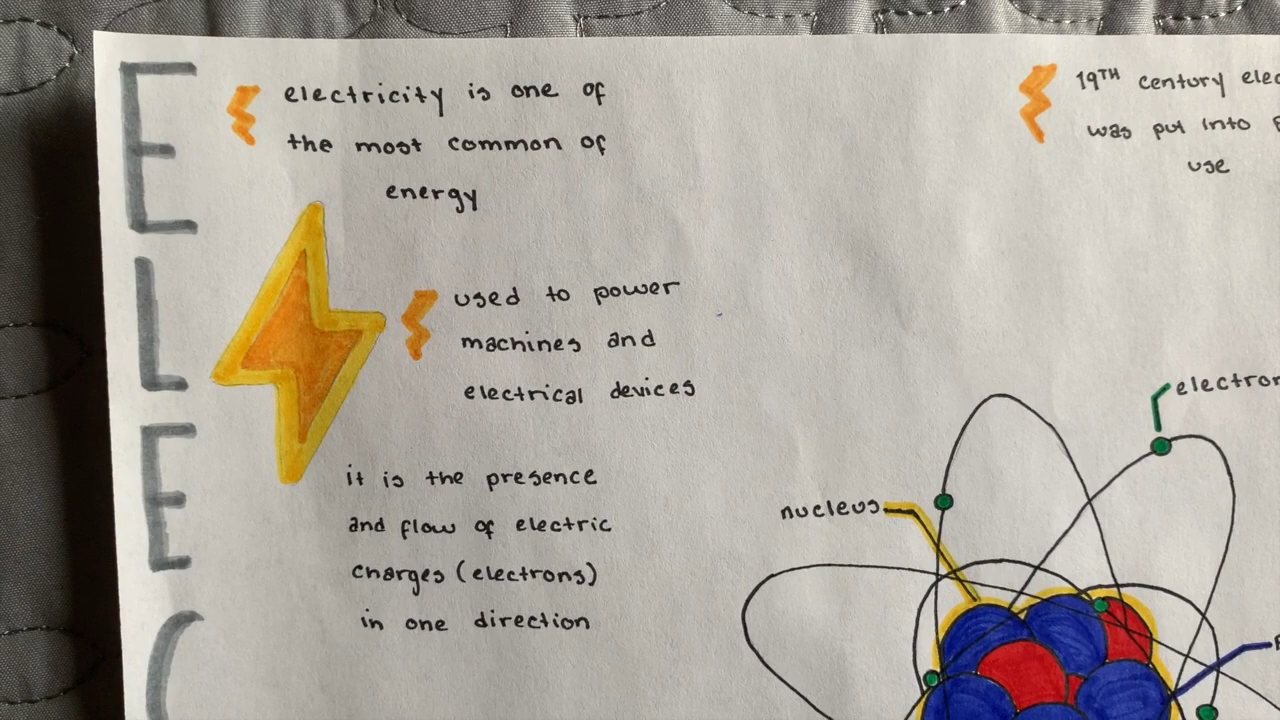 E
L
E
C
electricity is one of
the most common of
energy
used to power
machines and
electrical devices
it is the presence
and flow of electric
charges (electrons)
in one direction
19TH century elec
was put into
use
electron
nucleus